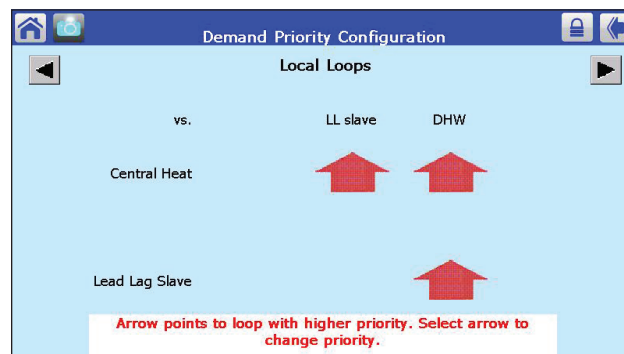 Demand Priority Configuration
Local Loops
vs. LL slave DHW
Central Heat
Lead Lag Slave
Arrow points to loop with higher priority. Select arrow to
change priority.